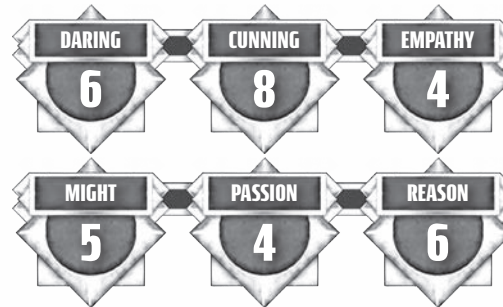 DARING CUNNING EMPATHY
6 8 4
MIGHT PASSION REASON
5 4 6